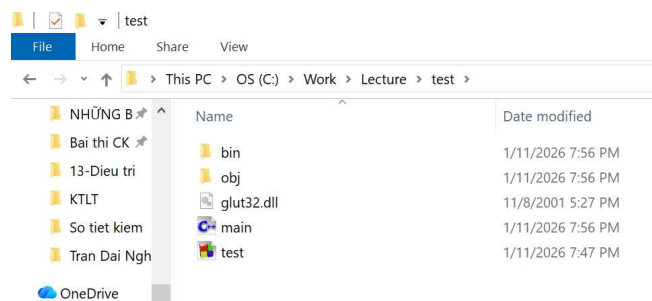 test
File Home Share View
This PC > OS (C:) > Work > Lecture > test >
Name Date modified
NHỮNG B
Bai thi CK
13-Dieu tri
KTLT
So tiet kiem
Tran Dai Ngh
OneDrive
bin 1/11/2026 7:56 PM
obj 1/11/2026 7:56 PM
glut32.dll 11/8/2001 5:27 PM
main 1/11/2026 7:56 PM
test 1/11/2026 7:47 PM